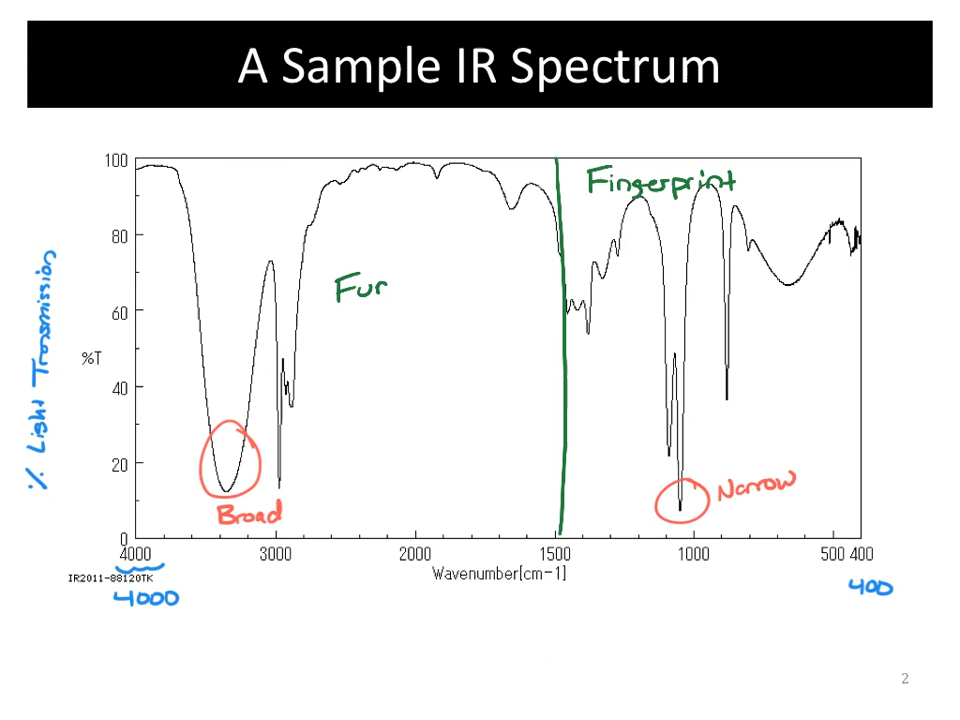 A Sample IR Spectrum
100
80
60
40
20
0
%T
% Light Transmission
Fingerprint
Fur
Broad
Narrow
4000 3000 2000 1500 1000 500 400
Wavenumber[cm-1]
IR2011-88120TK
4000
400
2